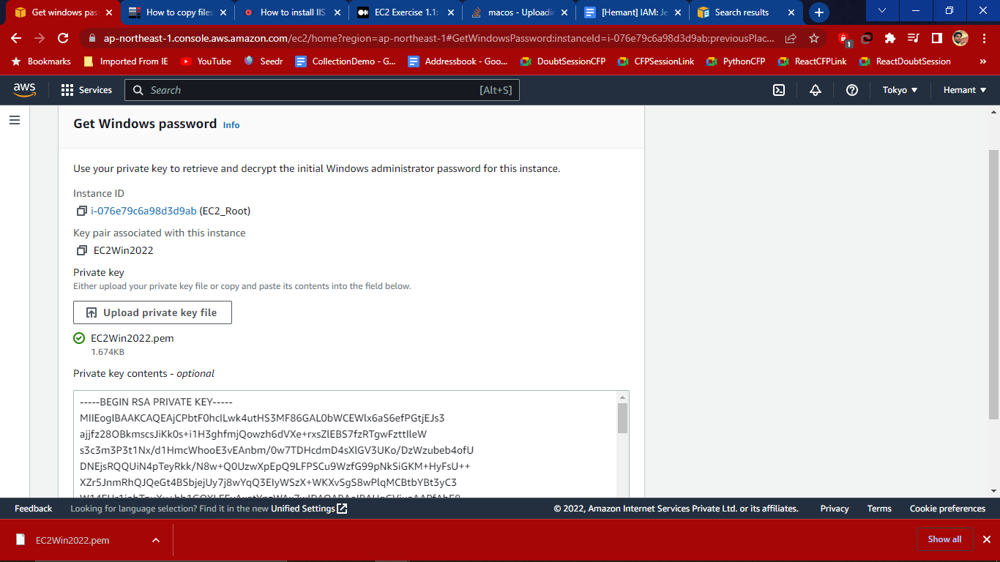 Get windows pas
How to copy files
How to install IIS
EC2 Exercise 1.1:
macos - Uploadin
[Hemant] IAM: Je
Search results
ap-northeast-1.console.aws.amazon.com/ec2/home?region=ap-northeast-1#GetWindowsPassword:instanceId=i-076e79c6a98d3d9ab;previousPlac...
1
Bookmarks
Imported From IE
YouTube
Seedr
CollectionDemo - G...
Addressbook - Goo...
DoubtSessionCFP
CFPSessionLink
PythonCFP
ReactCFPLink
ReactDoubtSession
»
aws
Services
Search
[Alt+S]
Tokyo
Hemant
Get Windows password Info
Use your private key to retrieve and decrypt the initial Windows administrator password for this instance.
Instance ID
i-076e79c6a98d3d9ab (EC2_Root)
Key pair associated with this instance
EC2Win2022
Private key
Either upload your private key file or copy and paste its contents into the field below.
Upload private key file
EC2Win2022.pem
1.674KB
Private key contents - optional
-----BEGIN RSA PRIVATE KEY-----
MIIEogIBAAKCAQEAjCPbtF0hcILwk4utHS3MF86GAL0bWCEWlx6aS6efPGtjEJs3
ajjfz28OBkmscsJiKk0s+i1H3ghfmjQowzh6dVXe+rxsZlEBS7fzRTgwFzttIleW
s3c3m3P3t1Nx/d1HmcWhooE3vEAnbm/0w7TDHcdmD4sXlGV3UKo/DzWzubeb4ofU
DNEjsRQQUiN4pTeyRkk/N8w+Q0UzwXpEpQ9LFPSCu9WzfG99pNkSiGKM+HyFsU++
XZr5JnmRhQJQeGt4BSbjejUy7j8wYqQ3EIyWSzX+WKXvSgS8wPlqMCBtbYBt3yC3
Feedback
Looking for language selection? Find it in the new Unified Settings
© 2022, Amazon Internet Services Private Ltd. or its affiliates.
Privacy
Terms
Cookie preferences
EC2Win2022.pem
Show all